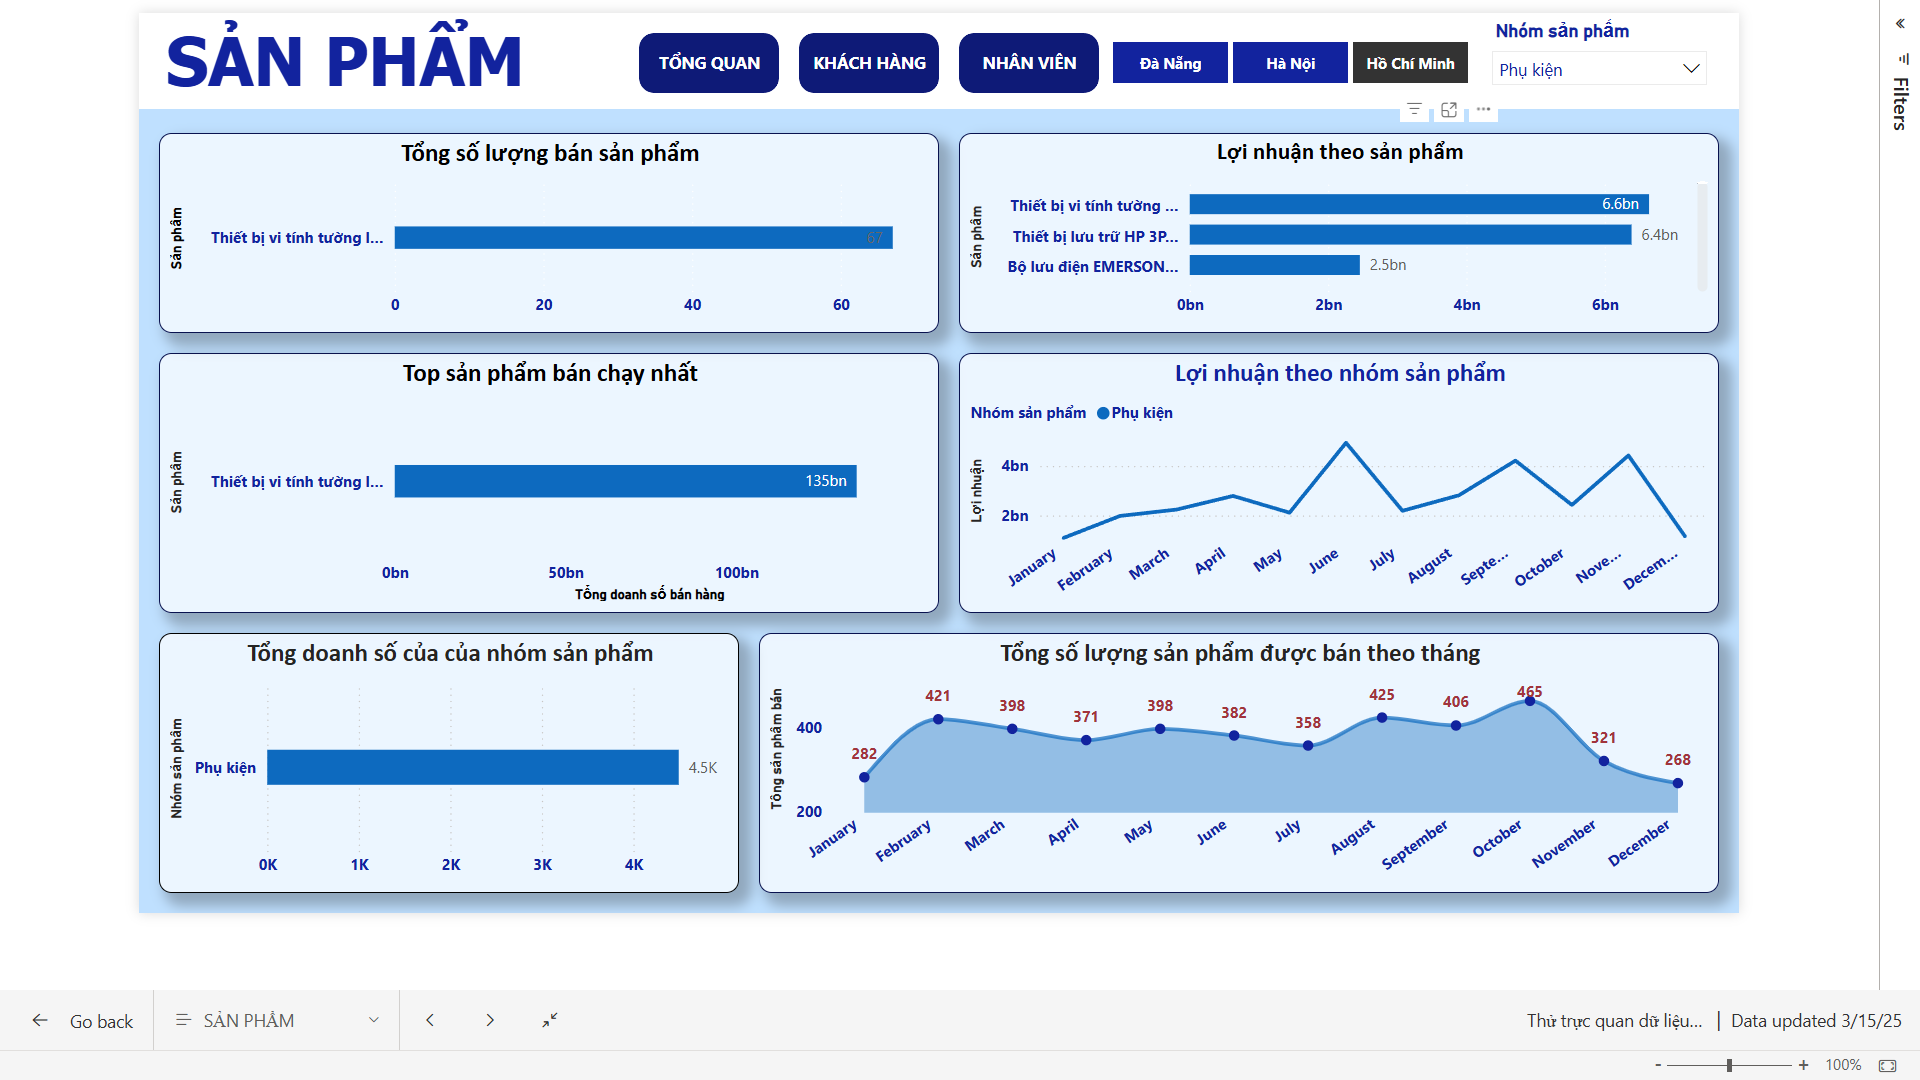 SẢN PHẨM
TỔNG QUAN
KHÁCH HÀNG
NHÂN VIÊN
Đà Nẵng
Hà Nội
Hồ Chí Minh
Nhóm sản phẩm
Phụ kiện
Filters
Tổng số lượng bán sản phẩm
Sản phẩm
Thiết bị vi tính tường l...
67
0 20 40 60
Lợi nhuận theo sản phẩm
Sản phẩm
Thiết bị vi tính tường ...
6.6bn
Thiết bị lưu trữ HP 3P...
6.4bn
Bộ lưu điện EMERSON...
2.5bn
0bn 2bn 4bn 6bn
Top sản phẩm bán chạy nhất
Sản phẩm
Thiết bị vi tính tường l...
135bn
0bn 50bn 100bn
Tổng doanh số bán hàng
Lợi nhuận theo nhóm sản phẩm
Nhóm sản phẩm Phụ kiện
Lợi nhuận
4bn
2bn
January February March April May June July August Septe... October Nove... Decem...
Tổng doanh số của của nhóm sản phẩm
Nhóm sản phẩm
Phụ kiện
4.5K
0K 1K 2K 3K 4K
Tổng số lượng sản phẩm được bán theo tháng
Tổng sản phẩm bán
400
200
282 421 398 371 398 382 358 425 406 465 321 268
January February March April May June July August September October November December
Go back
SẢN PHẨM
Thử trực quan dữ liệu... | Data updated 3/15/25
- + 100%